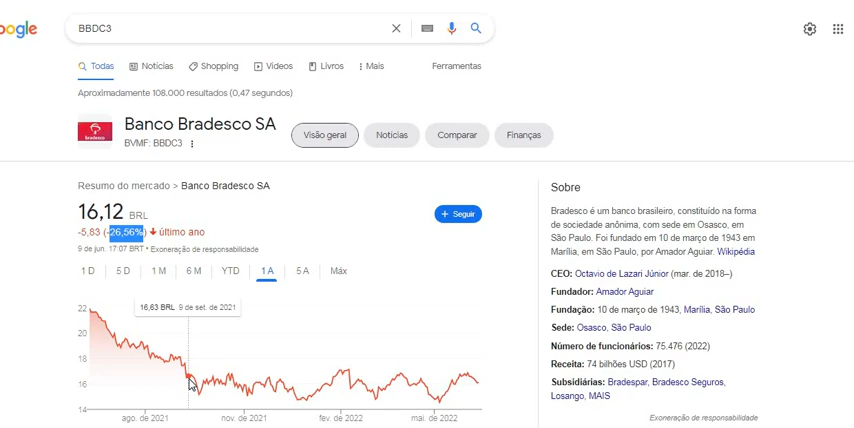 oogle
BBDC3
Todas Notícias Shopping Vídeos Livros Mais Ferramentas
Aproximadamente 108.000 resultados (0,47 segundos)
bradesco
Banco Bradesco SA
BVMF: BBDC3
Visão geral Notícias Comparar Finanças
Resumo do mercado > Banco Bradesco SA
16,12 BRL
+ Seguir
-5,83 (-26,56%) último ano
9 de jun. 17:07 BRT • Exoneração de responsabilidade
1 D 5 D 1 M 6 M YTD 1 A 5 A Máx
16,63 BRL 9 de set. de 2021
22
20
18
16
14
ago. de 2021 nov. de 2021 fev. de 2022 mai. de 2022
Sobre
Bradesco é um banco brasileiro, constituído na forma
de sociedade anônima, com sede em Osasco, em
São Paulo. Foi fundado em 10 de março de 1943 em
Marília, em São Paulo, por Amador Aguiar. Wikipédia
CEO: Octavio de Lazari Júnior (mar. de 2018–)
Fundador: Amador Aguiar
Fundação: 10 de março de 1943, Marília, São Paulo
Sede: Osasco, São Paulo
Número de funcionários: 75.476 (2022)
Receita: 74 bilhões USD (2017)
Subsidiárias: Bradespar, Bradesco Seguros,
Losango, MAIS
Exoneração de responsabilidade